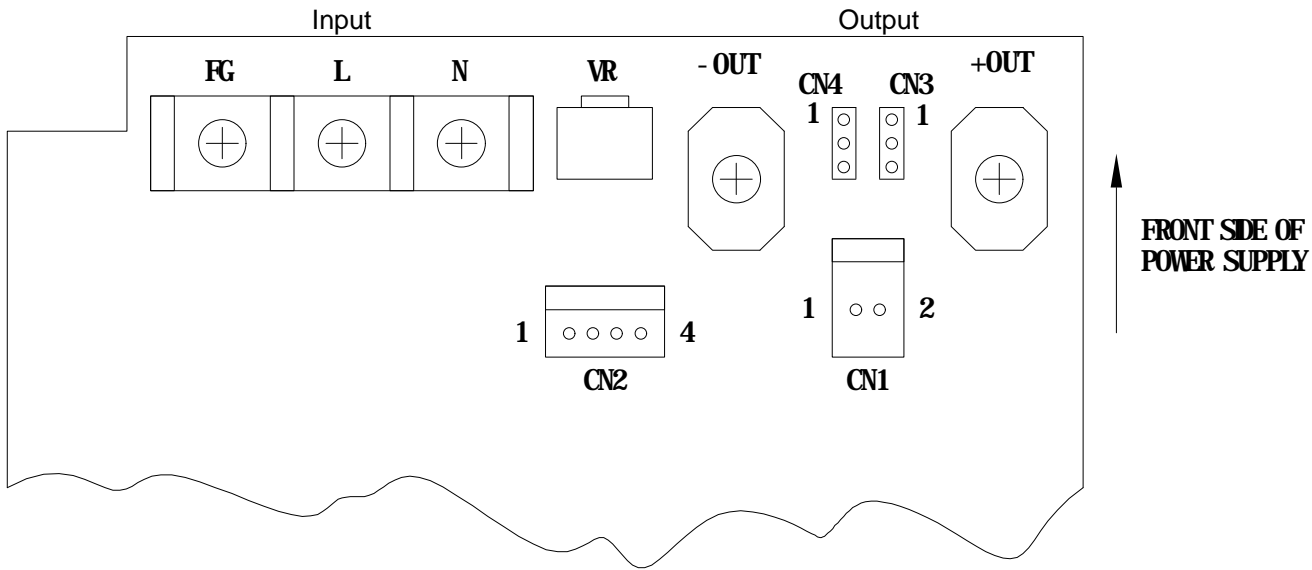 Input Output
FG L N VR - OUT CN4 CN3 +OUT
1 1
FRONT SIDE OF
POWER SUPPLY
1 2
1 4
CN2 CN1